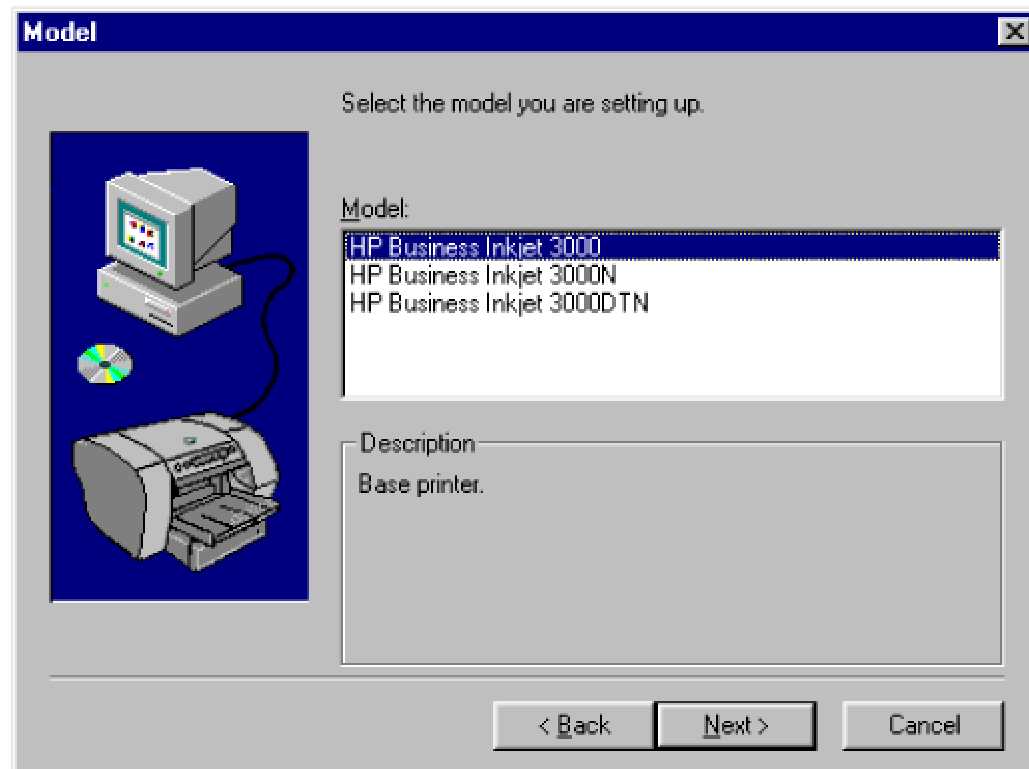 Model
Select the model you are setting up.
Model:
HP Business Inkjet 3000
HP Business Inkjet 3000N
HP Business Inkjet 3000DTN
Description
Base printer.
< Back
Next >
Cancel